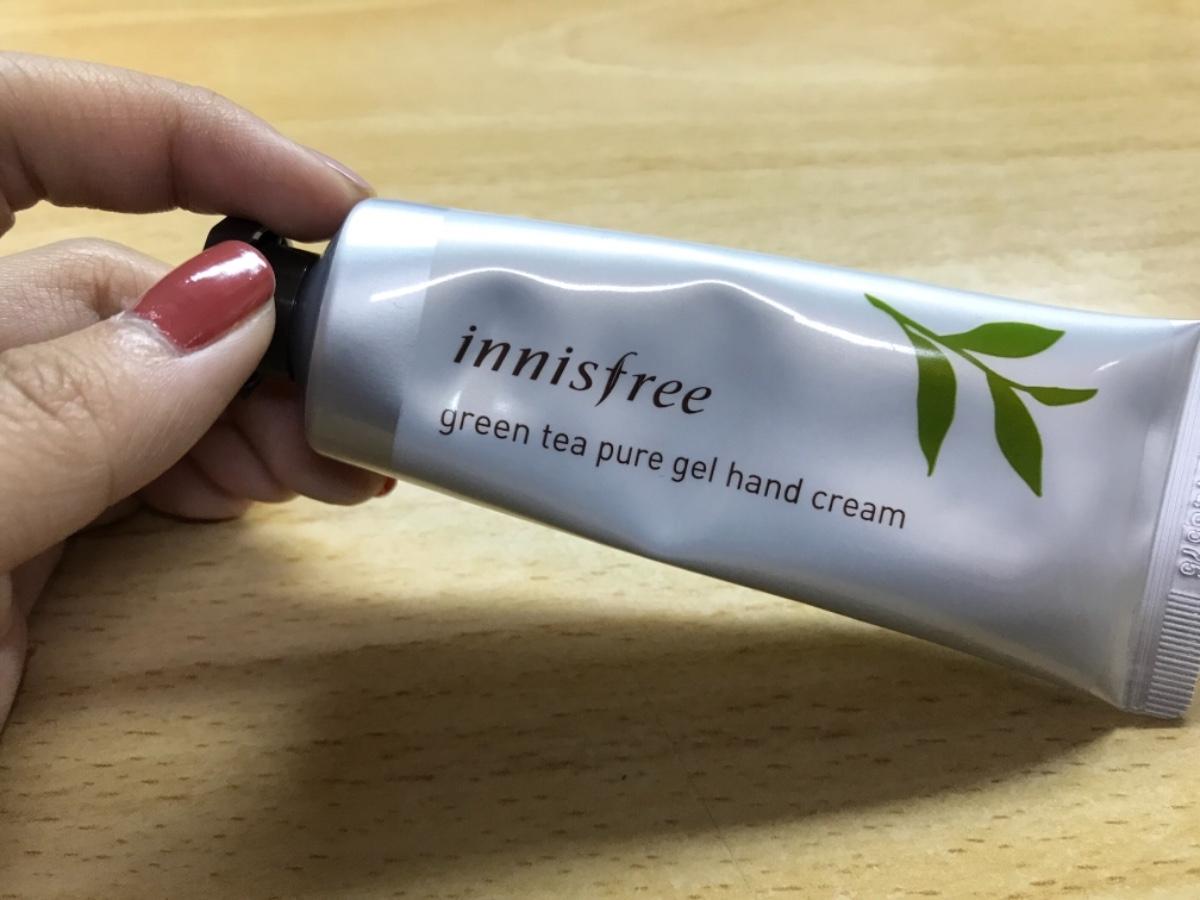 innisfree
green tea pure gel hand cream